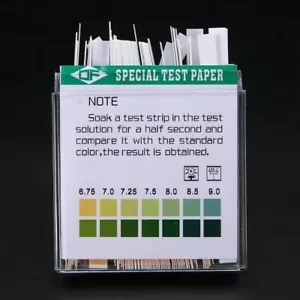 SPECIAL TEST PAPER
NOTE
Soak a test strip in the test
solution for a half second and
compare it with the standard
color,the result is obtained.
6.75 7.0 7.25 7.5 8.0 8.5 9.0